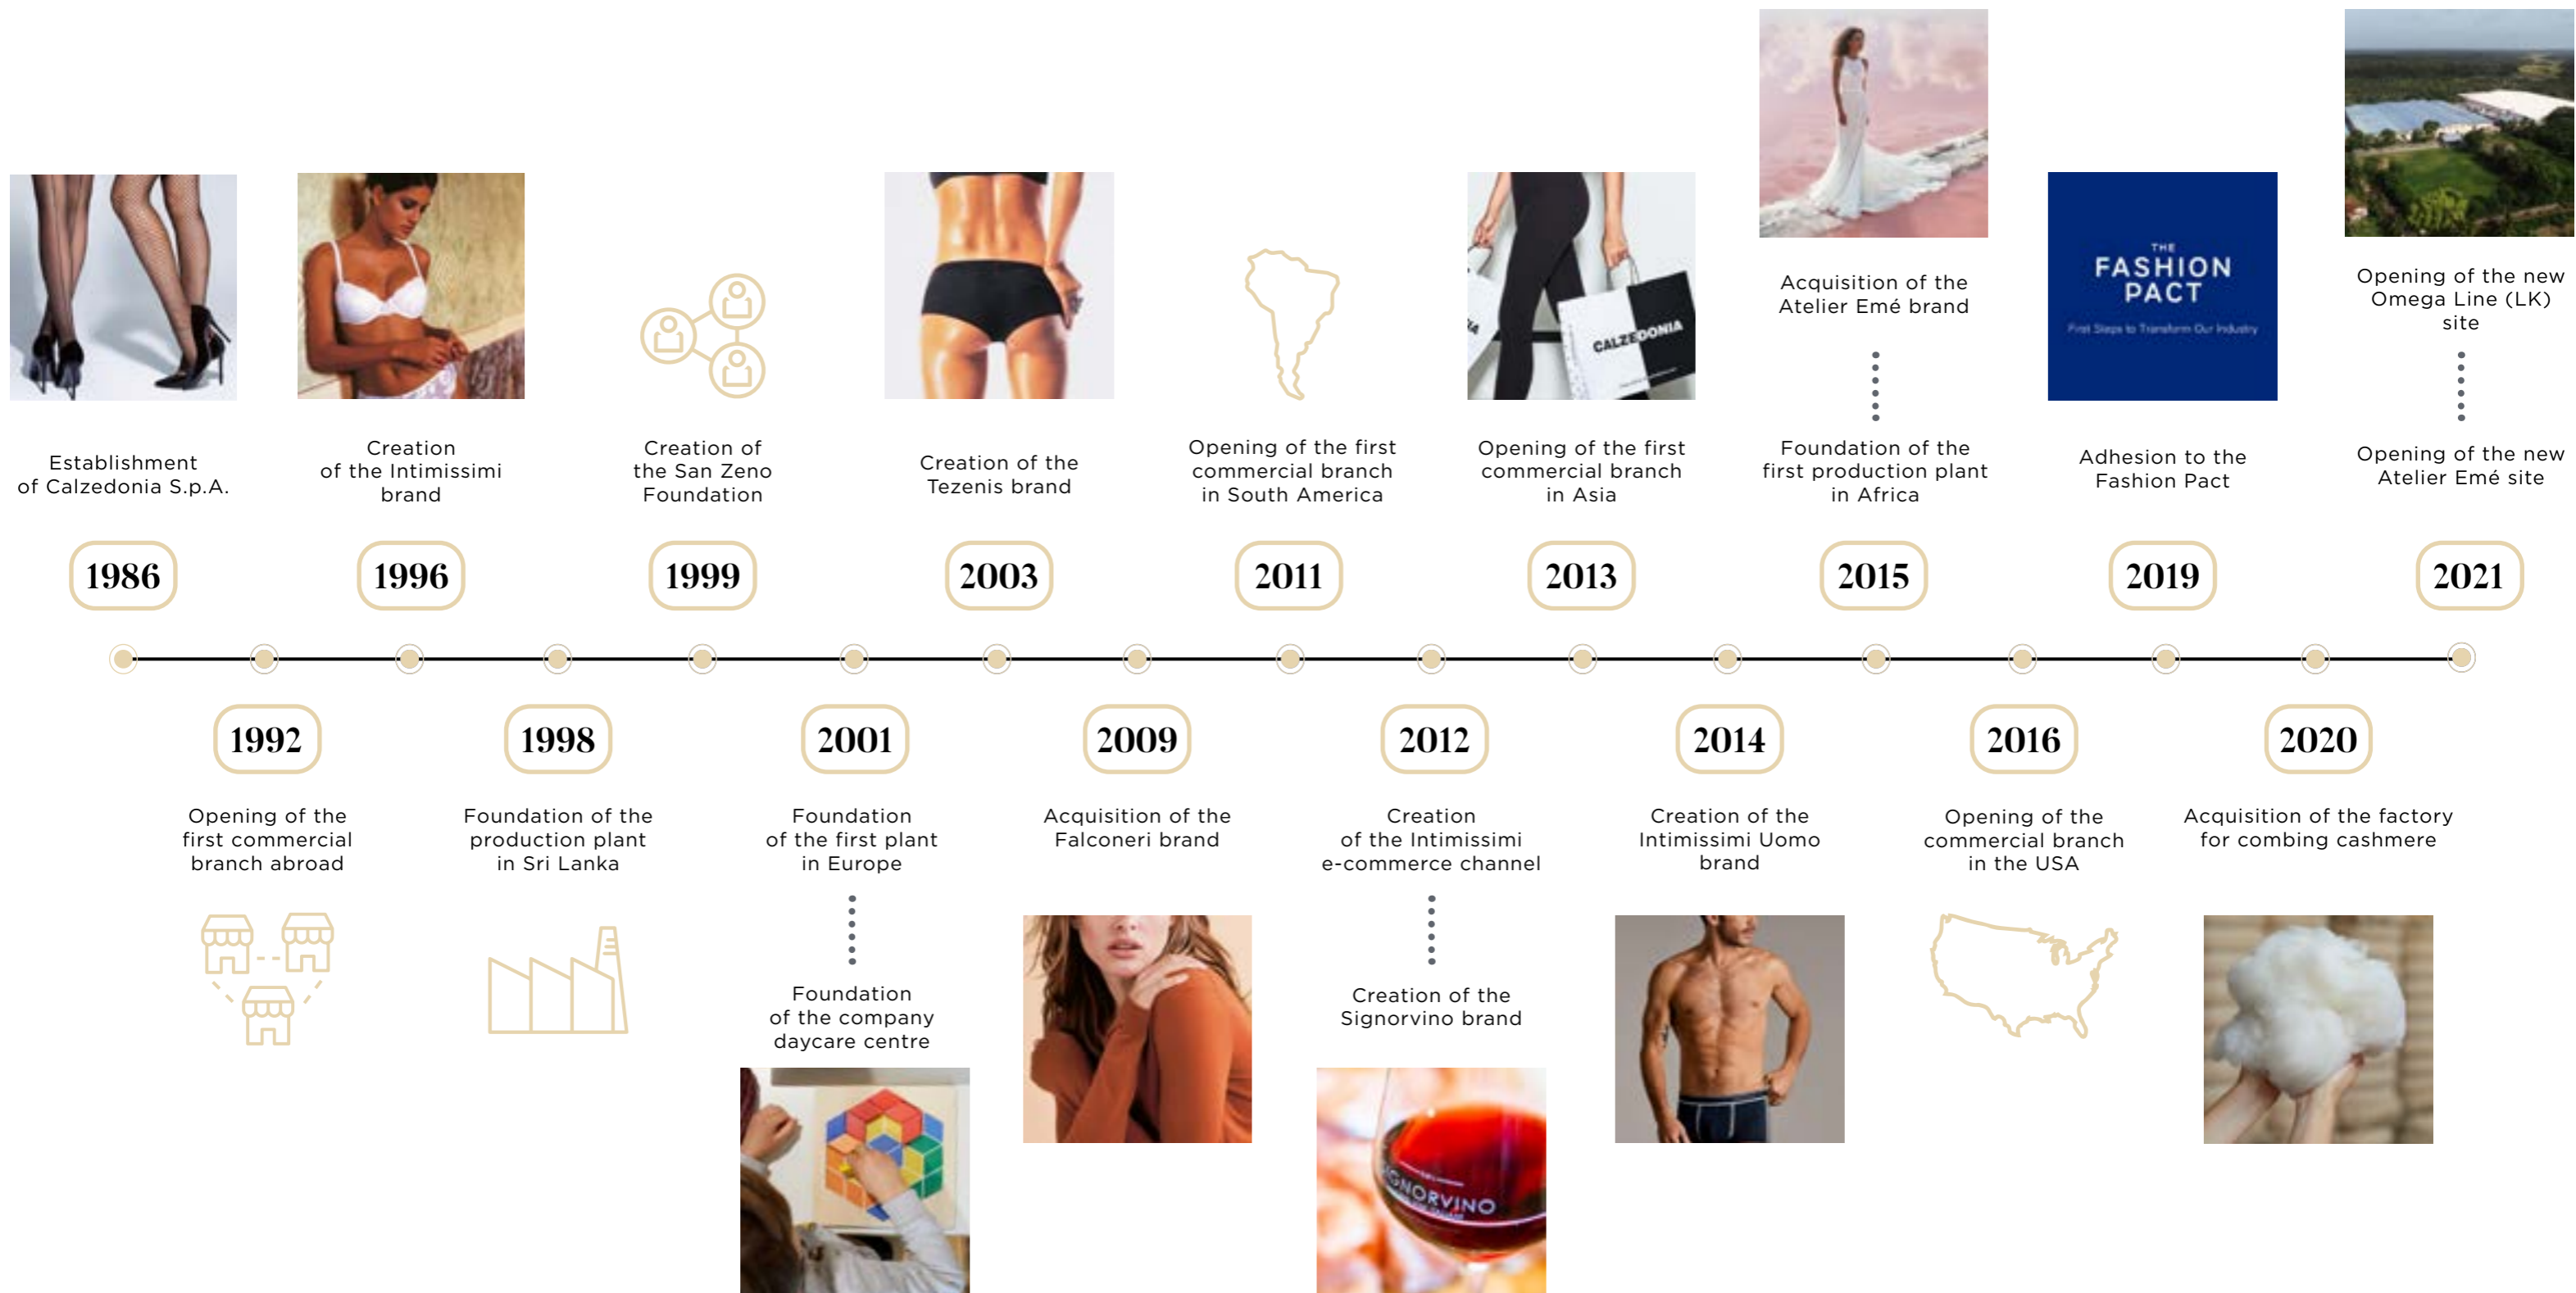 Establishment
of Calzedonia S.p.A.
1986
Opening of the
first commercial
branch abroad
1992
Creation
of the Intimissimi
brand
1996
Foundation of the
production plant
in Sri Lanka
1998
Creation of
the San Zeno
Foundation
1999
Foundation
of the first plant
in Europe
Foundation
of the company
daycare centre
2001
Creation of the
Tezenis brand
2003
Acquisition of the
Falconeri brand
2009
Opening of the first
commercial branch
in South America
2011
Creation
of the Intimissimi
e-commerce channel
Creation of the
Signorvino brand
GNORVINO
2012
CALZEDONIA
Opening of the first
commercial branch
in Asia
2013
Creation of the
Intimissimi Uomo
brand
2014
Acquisition of the
Atelier Emé brand
Foundation of the
first production plant
in Africa
2015
Opening of the
commercial branch
in the USA
2016
THE
FASHION
PACT
First Steps to Transform Our Industry
Adhesion to the
Fashion Pact
2019
Acquisition of the factory
for combing cashmere
2020
Opening of the new
Omega Line (LK)
site
Opening of the new
Atelier Emé site
2021